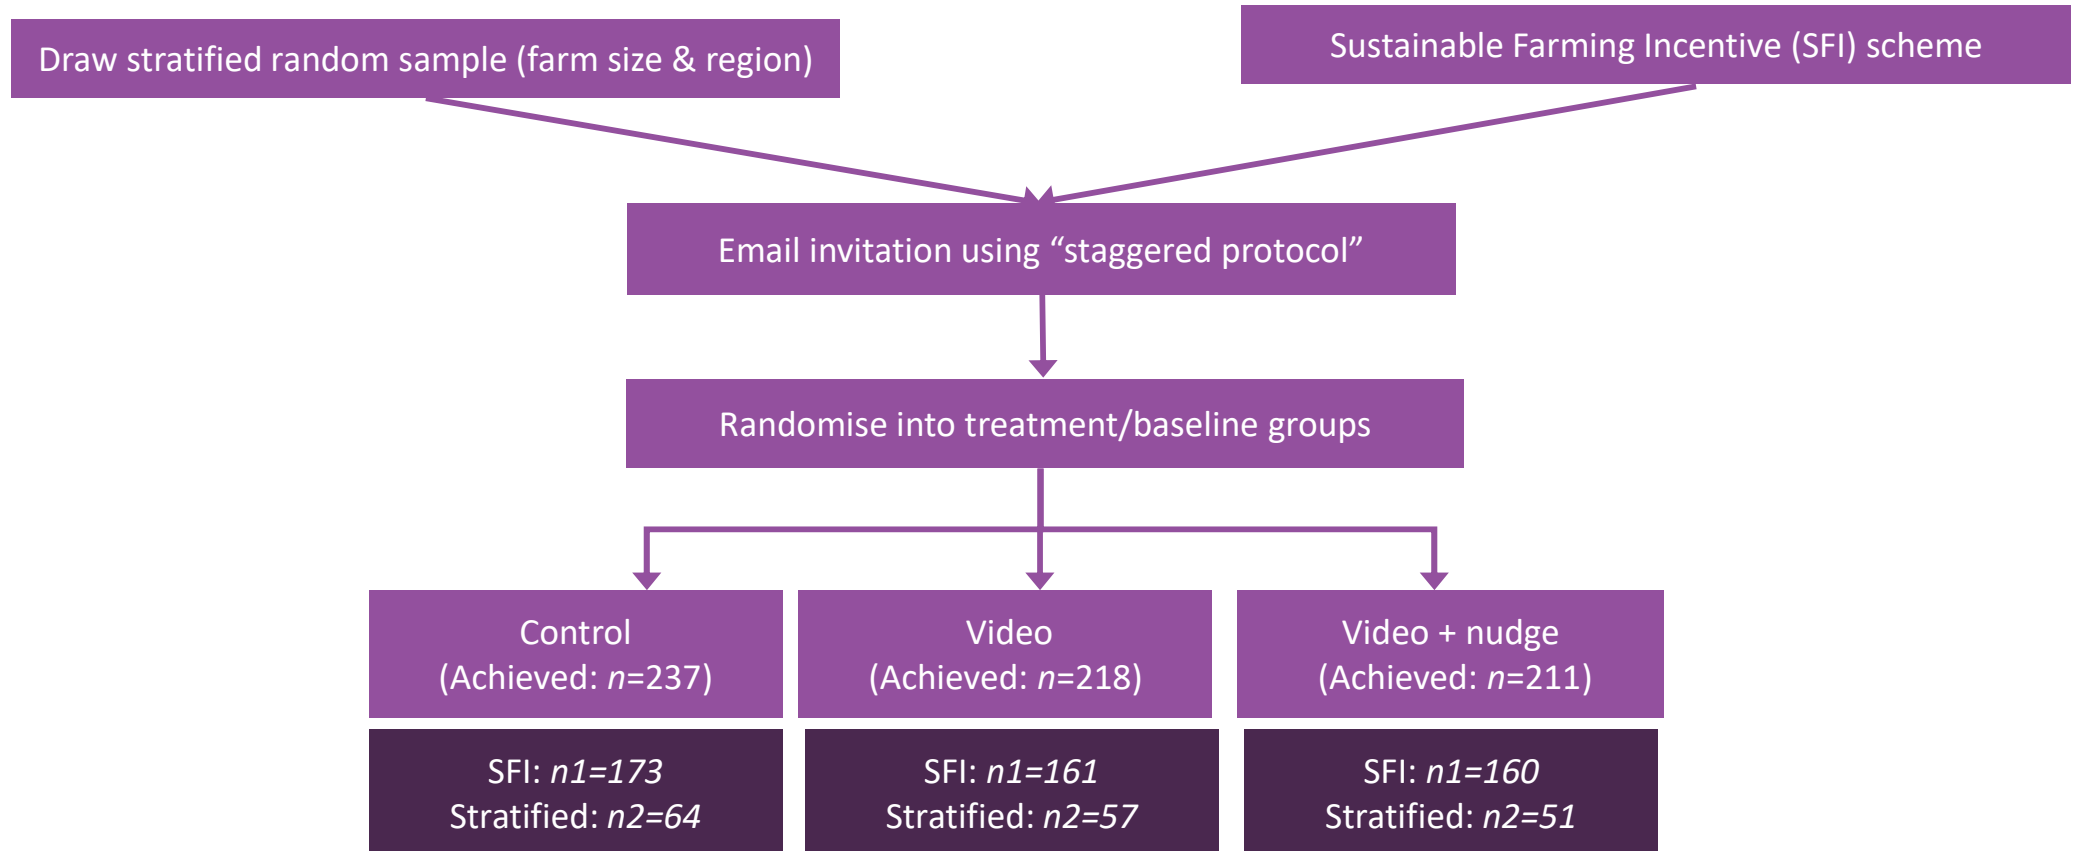 Draw stratified random sample (farm size & region)
Sustainable Farming Incentive (SFI) scheme
Email invitation using “staggered protocol”
Randomise into treatment/baseline groups
Control
(Achieved: n=237)
Video
(Achieved: n=218)
Video + nudge
(Achieved: n=211)
SFI: n1=173
Stratified: n2=64
SFI: n1=161
Stratified: n2=57
SFI: n1=160
Stratified: n2=51